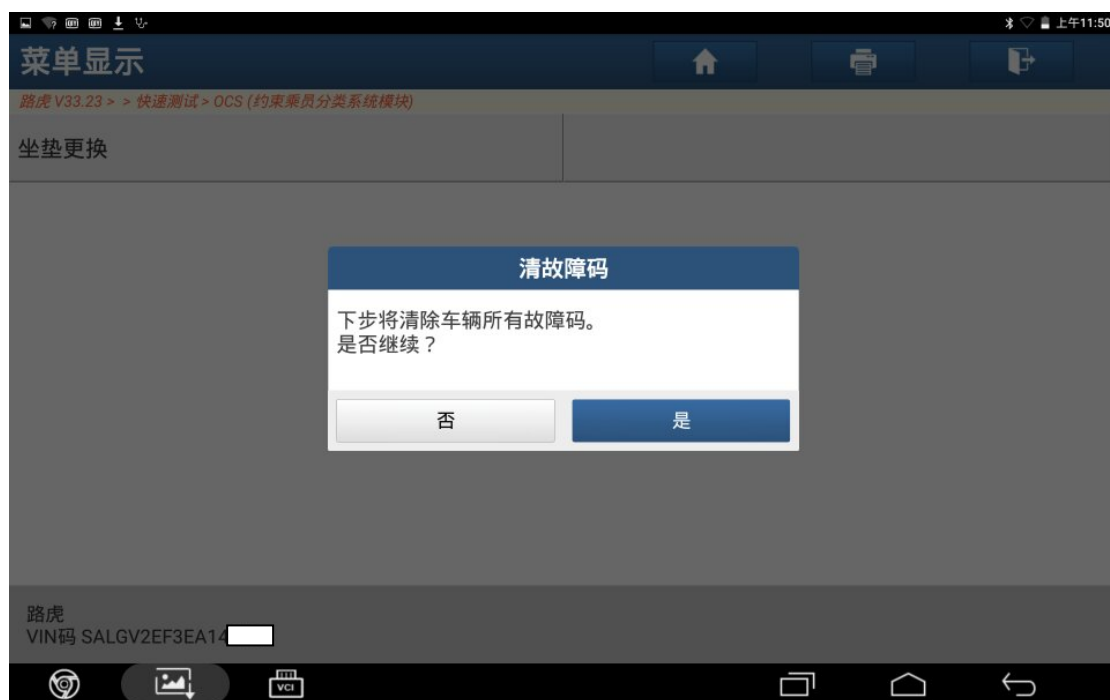 上午11:50
菜单显示
路虎 V33.23 > > 快速测试 > OCS (约束乘员分类系统模块)
坐垫更换
清故障码
下步将清除车辆所有故障码。
是否继续？
否
是
路虎
VIN码 SALGV2EF3EA14
VCI